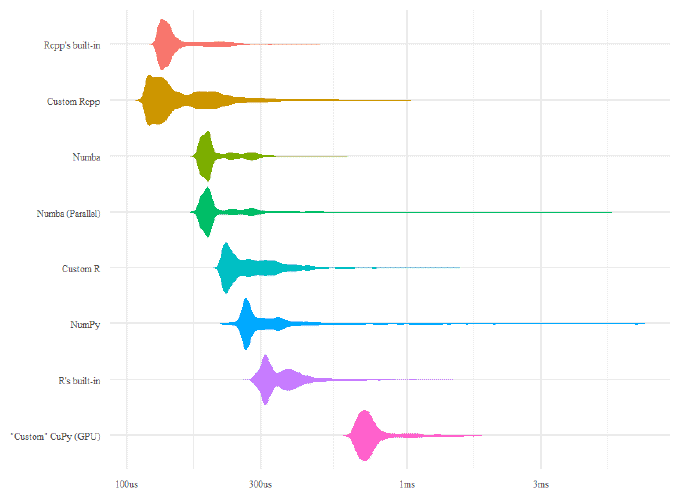 Rcpp's built-in
Custom Rcpp
Numba
Numba (Parallel)
Custom R
NumPy
R's built-in
"Custom" CuPy (GPU)
100us
300us
1ms
3ms